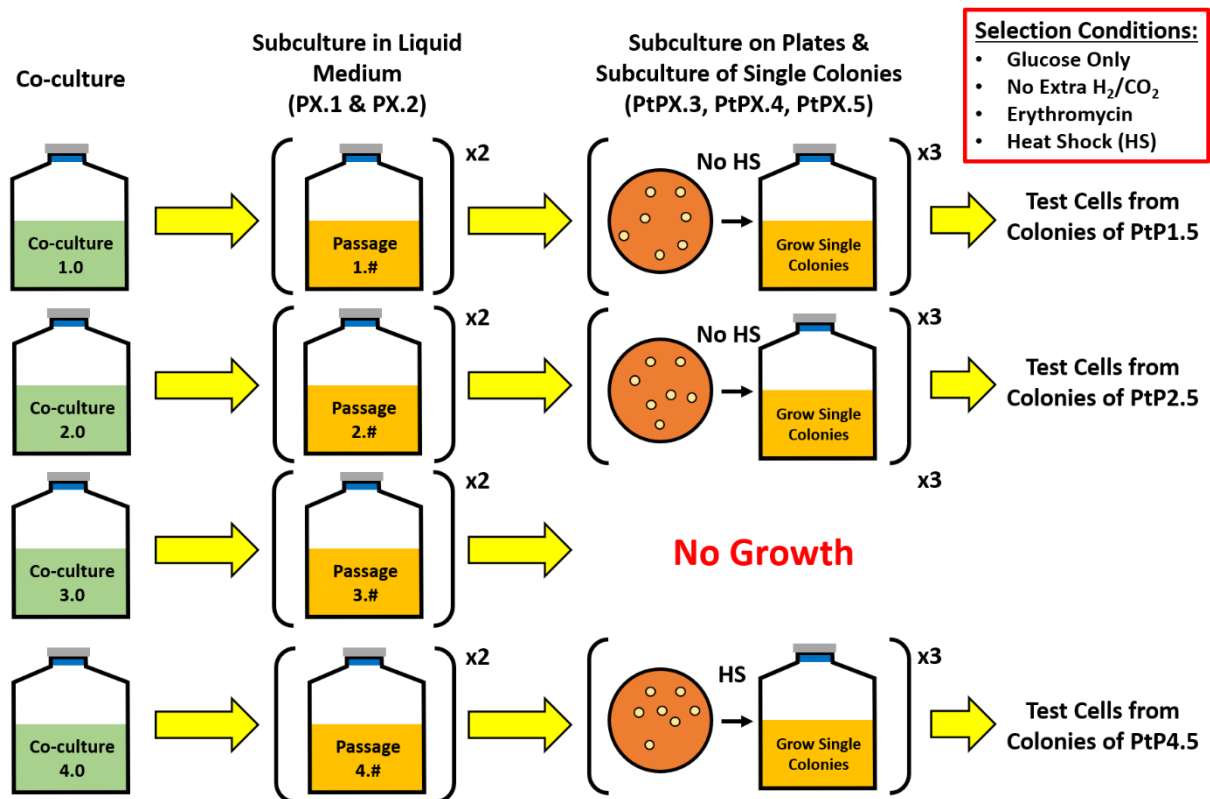 Co-culture
Subculture in Liquid
Medium
(PX.1 & PX.2)
Subculture on Plates &
Subculture of Single Colonies
(PtPX.3, PtPX.4, PtPX.5)
Selection Conditions:
• Glucose Only
• No Extra H₂/CO₂
• Erythromycin
• Heat Shock (HS)
Co-culture
1.0
Passage
1.#
x2
No HS
Grow Single
Colonies
x3
Test Cells from
Colonies of PtP1.5
Co-culture
2.0
Passage
2.#
x2
No HS
Grow Single
Colonies
x3
Test Cells from
Colonies of PtP2.5
Co-culture
3.0
Passage
3.#
x2
No Growth
x3
Co-culture
4.0
Passage
4.#
x2
HS
Grow Single
Colonies
x3
Test Cells from
Colonies of PtP4.5